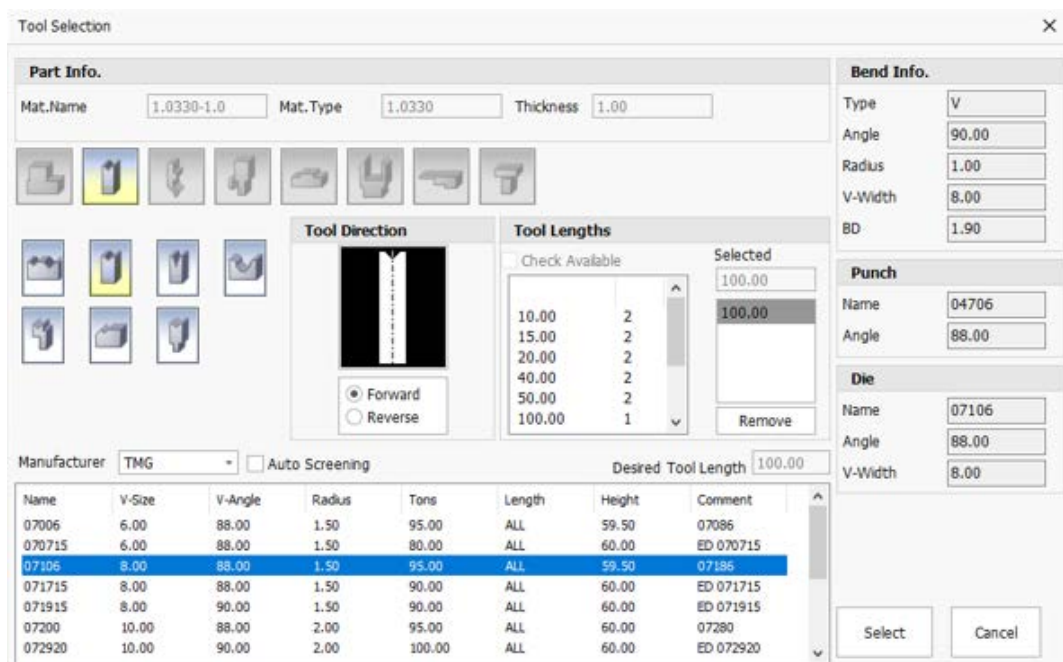 Tool Selection
Part Info.
Mat.Name 1.0330-1.0 Mat.Type 1.0330 Thickness 1.00
Tool Direction
Forward
Reverse
Tool Lengths
Check Available
10.00 2
15.00 2
20.00 2
40.00 2
50.00 2
100.00 1
Selected
100.00
100.00
Remove
Manufacturer TMG Auto Screening Desired Tool Length 100.00
Name V-Size V-Angle Radius Tons Length Height Comment
07006 6.00 88.00 1.50 95.00 ALL 59.50 07086
070715 6.00 88.00 1.50 80.00 ALL 60.00 ED 070715
07106 8.00 88.00 1.50 95.00 ALL 59.50 07186
071715 8.00 88.00 1.50 90.00 ALL 60.00 ED 071715
071915 8.00 90.00 1.50 90.00 ALL 60.00 ED 071915
07200 10.00 88.00 2.00 95.00 ALL 60.00 07280
072920 10.00 90.00 2.00 100.00 ALL 60.00 ED 072920
Bend Info.
Type V
Angle 90.00
Radius 1.00
V-Width 8.00
BD 1.90
Punch
Name 04706
Angle 88.00
Die
Name 07106
Angle 88.00
V-Width 8.00
Select Cancel